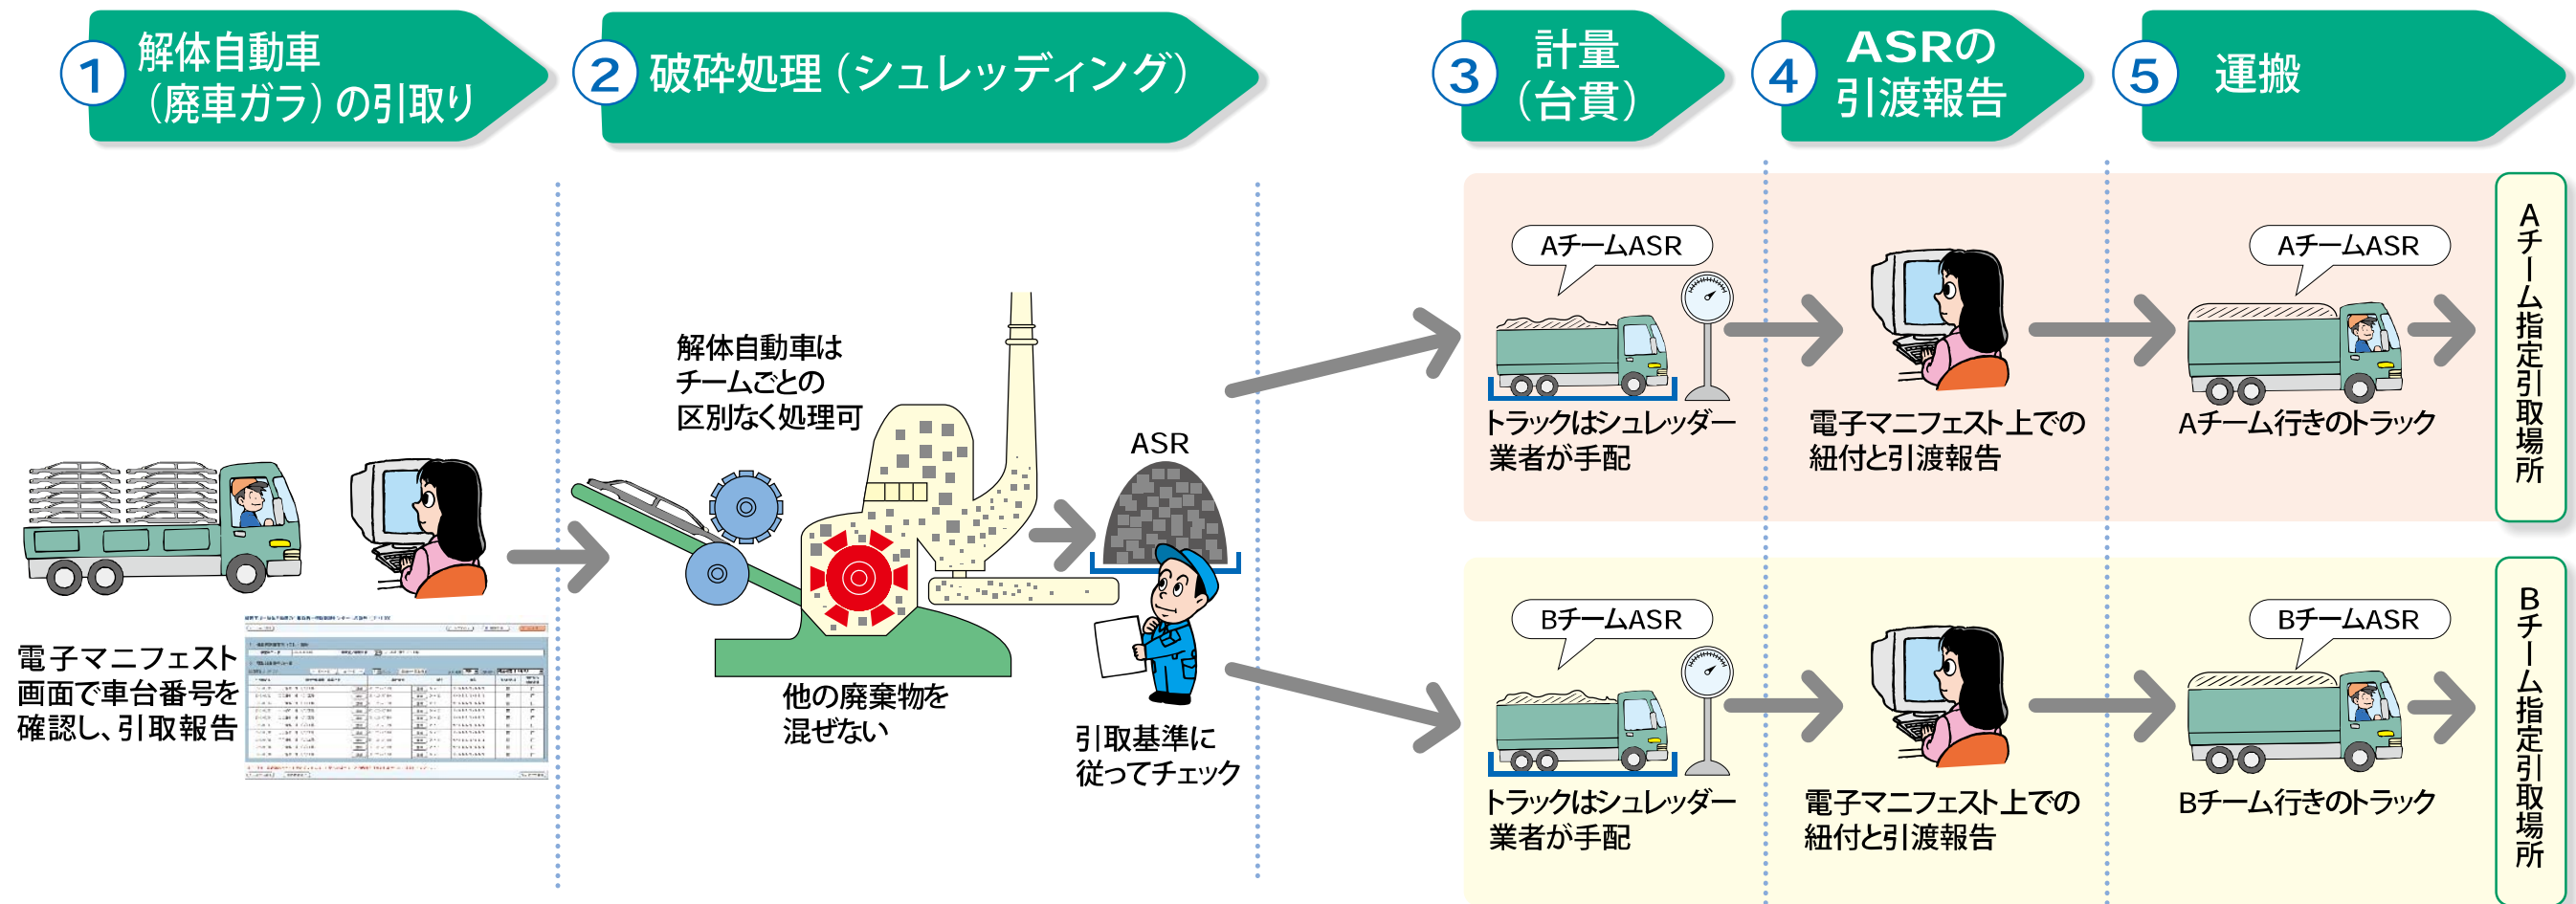 1
解体自動車
（廃車ガラ）の引取り
2
破砕処理（シュレッディング）
3
計量
（台貫）
4
ASRの
引渡報告
5
運搬
電子マニフェスト
画面で車台番号を
確認し、引取報告
解体自動車は
チームごとの
区別なく処理可
他の廃棄物を
混ぜない
ASR
引取基準に
従ってチェック
AチームASR
トラックはシュレッダー
業者が手配
電子マニフェスト上での
紐付と引渡報告
AチームASR
Aチーム行きのトラック
Aチーム指定引取場所
BチームASR
トラックはシュレッダー
業者が手配
電子マニフェスト上での
紐付と引渡報告
BチームASR
Bチーム行きのトラック
Bチーム指定引取場所